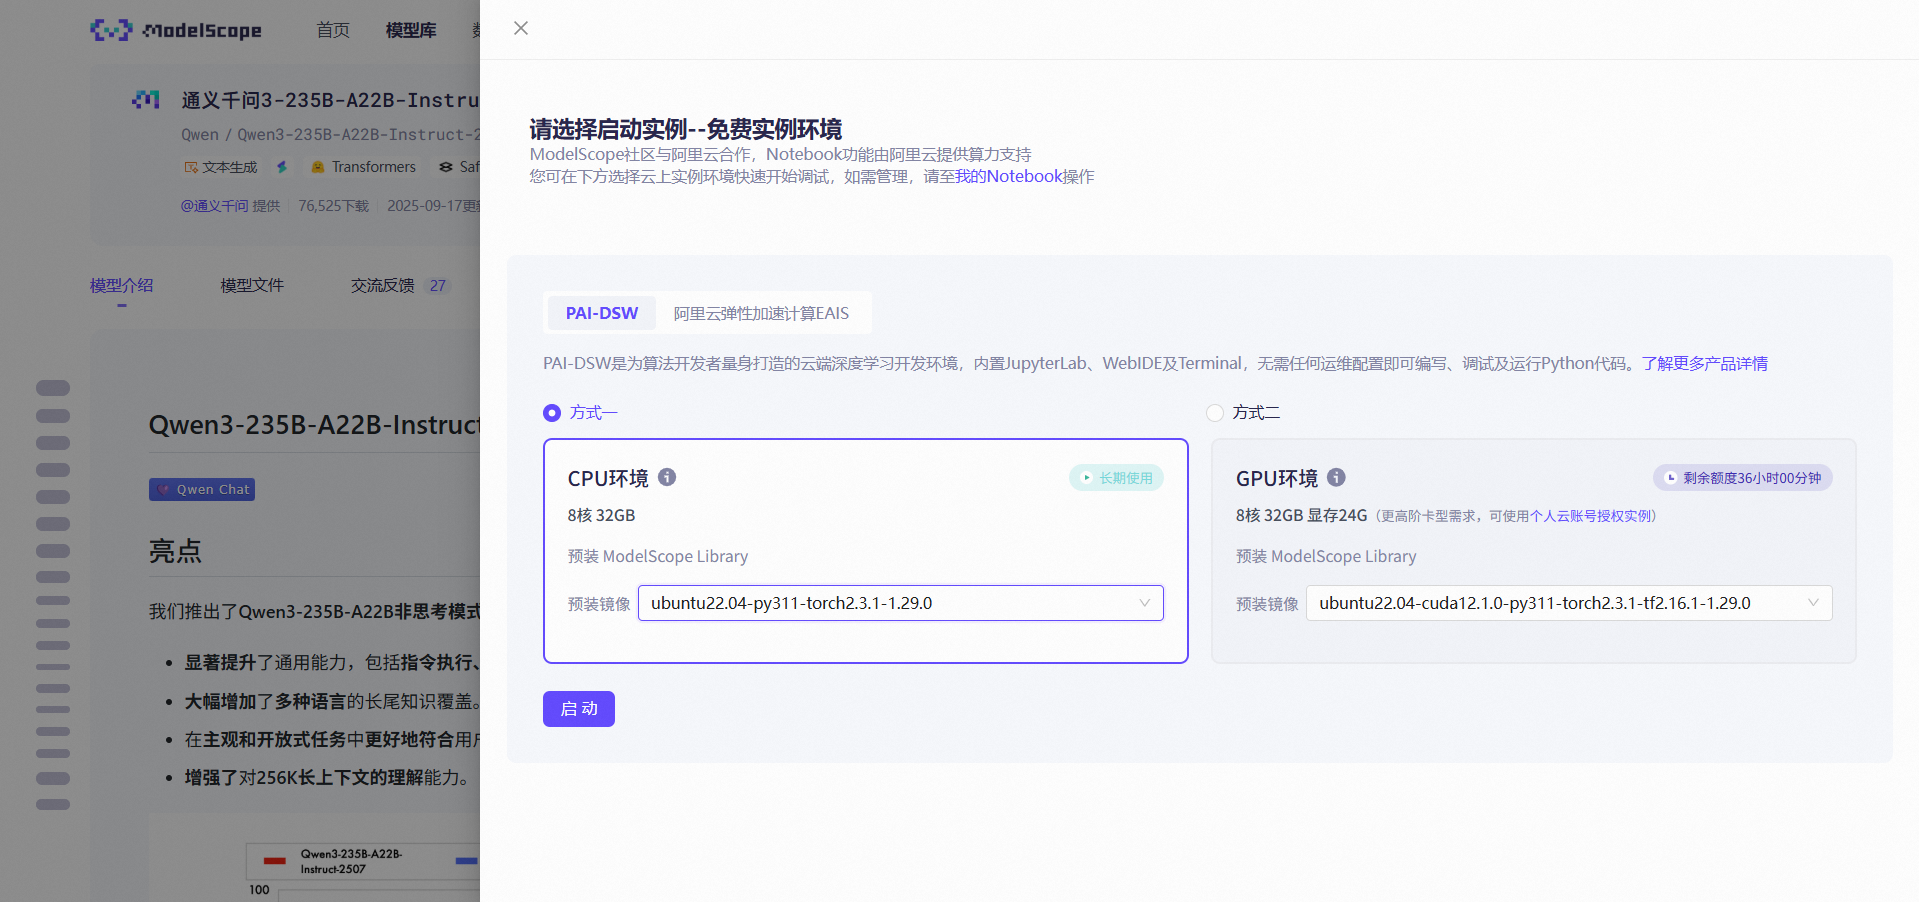 ModelScope
首页
模型库
通义千问3-235B-A22B-Instru
Qwen / Qwen3-235B-A22B-Instruct-2
文本生成
Transformers
Saf
@通义千问 提供
76,525下载
2025-09-17更
模型介绍
模型文件
交流反馈 27
Qwen3-235B-A22B-Instruct
Qwen Chat
亮点
我们推出了Qwen3-235B-A22B非思考模式
显著提升了通用能力，包括指令执行、
大幅增加了多种语言的长尾知识覆盖。
在主观和开放式任务中更好地符合用户
增强了对256K长上下文的理解能力。
Qwen3-235B-A22B-
Instruct-2507
100
请选择启动实例--免费实例环境
ModelScope社区与阿里云合作，Notebook功能由阿里云提供算力支持
您可在下方选择云上实例环境快速开始调试，如需管理，请至我的Notebook操作
PAI-DSW
阿里云弹性加速计算EAIS
PAI-DSW是为算法开发者量身打造的云端深度学习开发环境，内置JupyterLab、WebIDE及Terminal，无需任何运维配置即可编写、调试及运行Python代码。了解更多产品详情
方式一
CPU环境
长期使用
8核 32GB
预装 ModelScope Library
预装镜像
ubuntu22.04-py311-torch2.3.1-1.29.0
方式二
GPU环境
剩余额度36小时00分钟
8核 32GB 显存24G（更高阶卡型需求，可使用个人云账号授权实例）
预装 ModelScope Library
预装镜像
ubuntu22.04-cuda12.1.0-py311-torch2.3.1-tf2.16.1-1.29.0
启 动